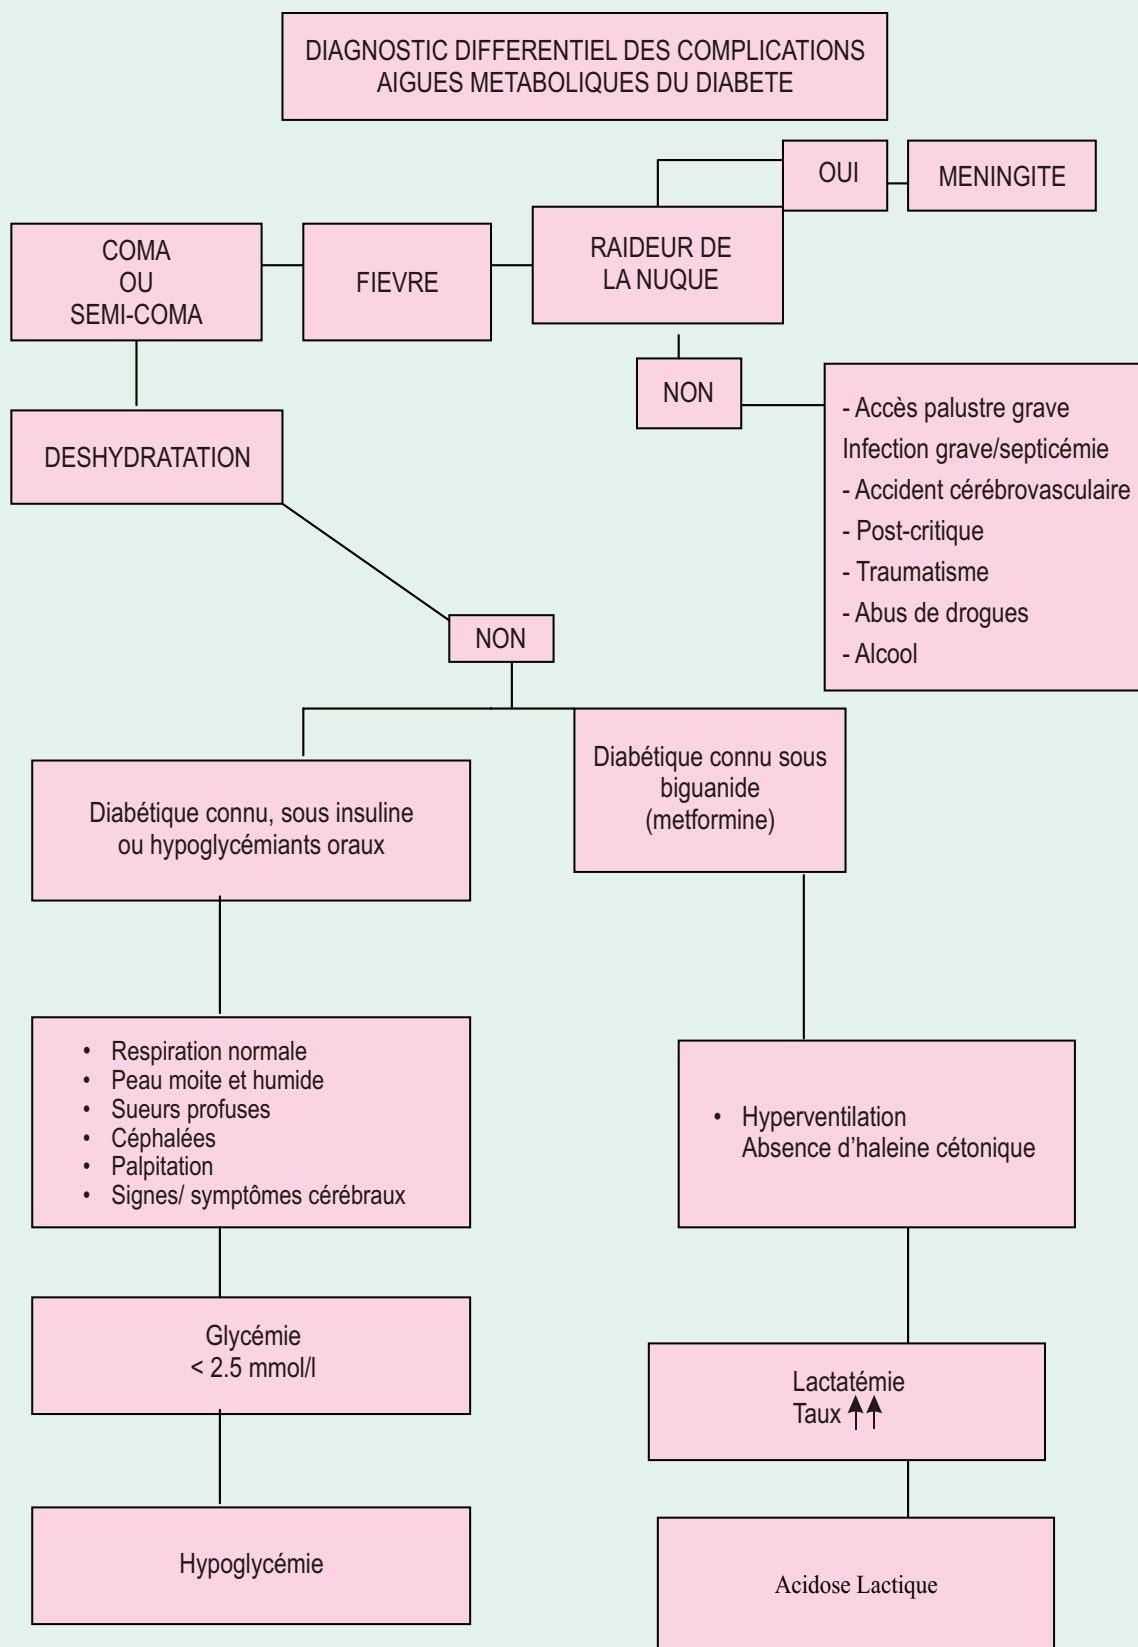 DIAGNOSTIC DIFFERENTIEL DES COMPLICATIONS
AIGUES METABOLIQUES DU DIABETE
OUI
MENINGITE
COMA
OU
SEMI-COMA
FIEVRE
RAIDEUR DE
LA NUQUE
NON
- Accès palustre grave
Infection grave/septicémie
- Accident cérébrovasculaire
- Post-critique
- Traumatisme
- Abus de drogues
- Alcool
DESHYDRATATION
NON
Diabétique connu, sous insuline
ou hypoglycémiants oraux
Diabétique connu sous
biguanide
(metformine)
• Respiration normale
• Peau moite et humide
• Sueurs profuses
• Céphalées
• Palpitation
• Signes/ symptômes cérébraux
• Hyperventilation
Absence d'haleine cétonique
Glycémie
< 2.5 mmol/l
Lactatémie
Taux ↑↑
Hypoglycémie
Acidose Lactique